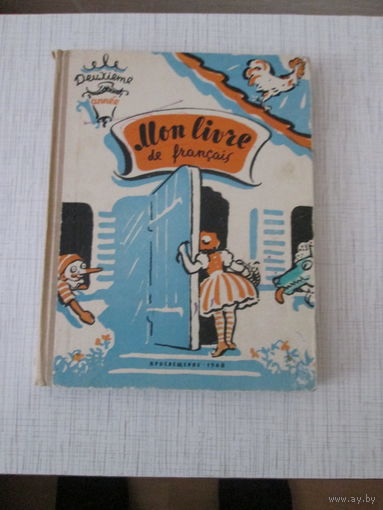 Deuxième
année
Mon livre
de français
ПРОСВЕЩЕНИЕ · 1968
www.ay.by